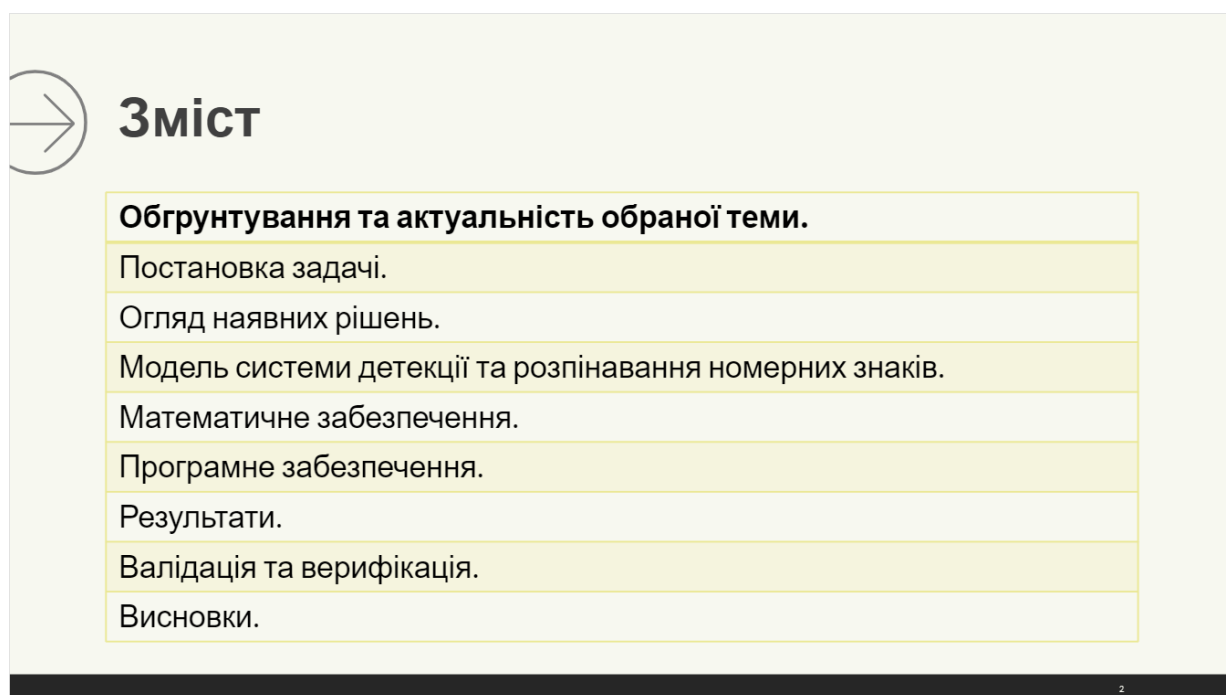 Зміст
Обгрунтування та актуальність обраної теми.
Постановка задачі.
Огляд наявних рішень.
Модель системи детекції та розпінавання номерних знаків.
Математичне забезпечення.
Програмне забезпечення.
Результати.
Валідація та верифікація.
Висновки.
2